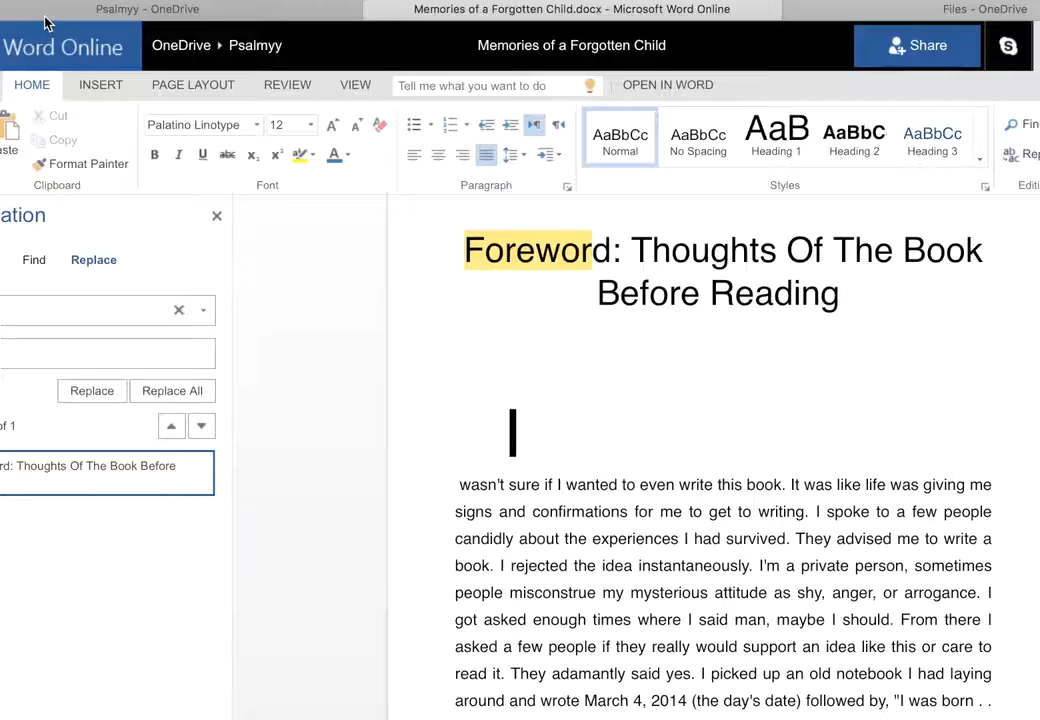 Psalmyy - OneDrive
Memories of a Forgotten Child.docx - Microsoft Word Online
Files - OneDrive
Word Online
OneDrive ▸ Psalmyy
Memories of a Forgotten Child
Share
HOME INSERT PAGE LAYOUT REVIEW VIEW Tell me what you want to do OPEN IN WORD
Cut
Copy
Format Painter
Clipboard
Palatino Linotype 12
B I U abc x₂ x² A
Font
Paragraph
AaBbCc AaBbCc AaB AaBbC AaBbCc
Normal No Spacing Heading 1 Heading 2 Heading 3
Styles
ation
Find Replace
Replace Replace All
of 1
rd: Thoughts Of The Book Before
Foreword: Thoughts Of The Book
Before Reading
I
wasn't sure if I wanted to even write this book. It was like life was giving me
signs and confirmations for me to get to writing. I spoke to a few people
candidly about the experiences I had survived. They advised me to write a
book. I rejected the idea instantaneously. I'm a private person, sometimes
people misconstrue my mysterious attitude as shy, anger, or arrogance. I
got asked enough times where I said man, maybe I should. From there I
asked a few people if they really would support an idea like this or care to
read it. They adamantly said yes. I picked up an old notebook I had laying
around and wrote March 4, 2014 (the day's date) followed by, "I was born . .